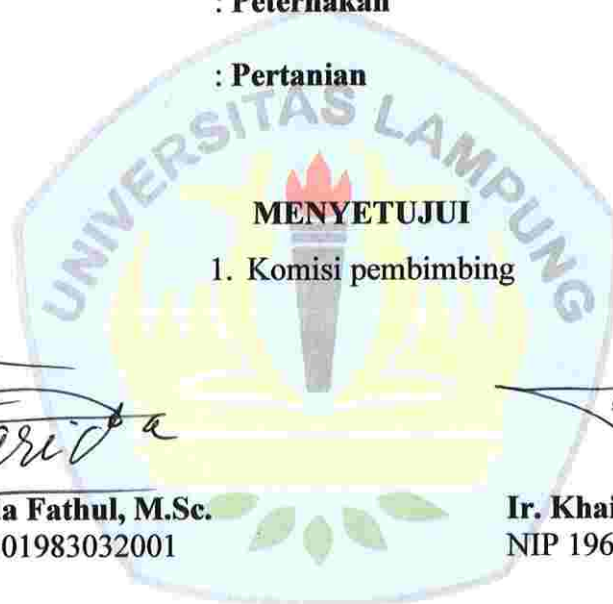 : Peternakan
: Pertanian
UNIVERSITAS LAMPUNG
MENYETUJUI
1. Komisi pembimbing
a Fathul, M.Sc.
Ir. Khai
01983032001
NIP 196